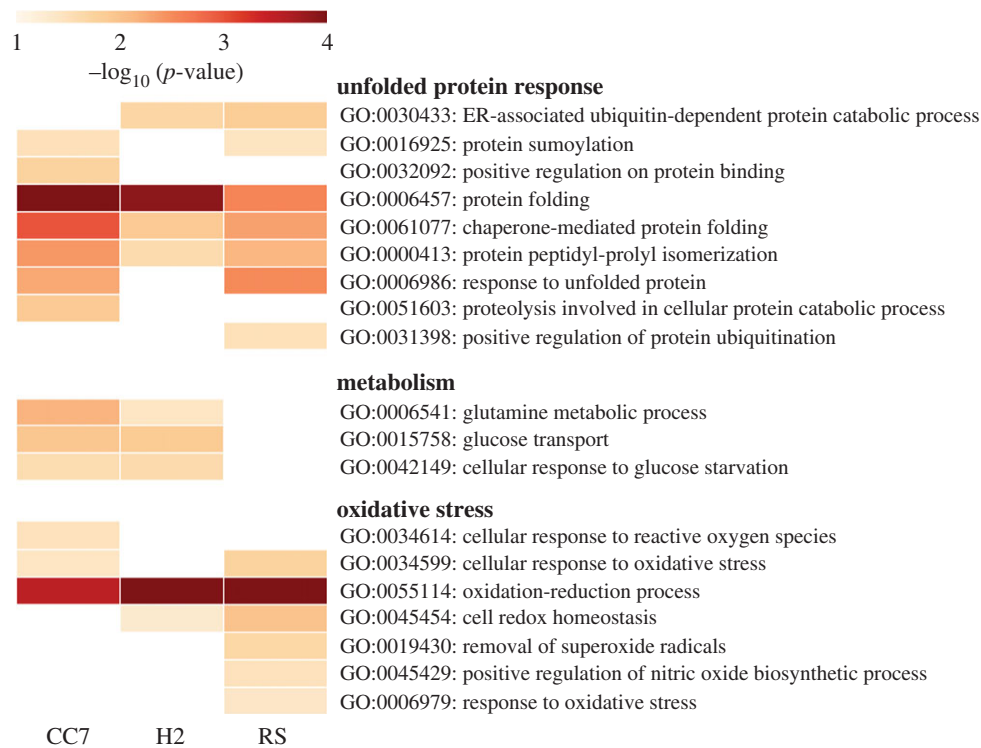 1 2 3 4
–log10 (p-value)
unfolded protein response
GO:0030433: ER-associated ubiquitin-dependent protein catabolic process
GO:0016925: protein sumoylation
GO:0032092: positive regulation on protein binding
GO:0006457: protein folding
GO:0061077: chaperone-mediated protein folding
GO:0000413: protein peptidyl-prolyl isomerization
GO:0006986: response to unfolded protein
GO:0051603: proteolysis involved in cellular protein catabolic process
GO:0031398: positive regulation of protein ubiquitination
metabolism
GO:0006541: glutamine metabolic process
GO:0015758: glucose transport
GO:0042149: cellular response to glucose starvation
oxidative stress
GO:0034614: cellular response to reactive oxygen species
GO:0034599: cellular response to oxidative stress
GO:0055114: oxidation-reduction process
GO:0045454: cell redox homeostasis
GO:0019430: removal of superoxide radicals
GO:0045429: positive regulation of nitric oxide biosynthetic process
GO:0006979: response to oxidative stress
CC7 H2 RS